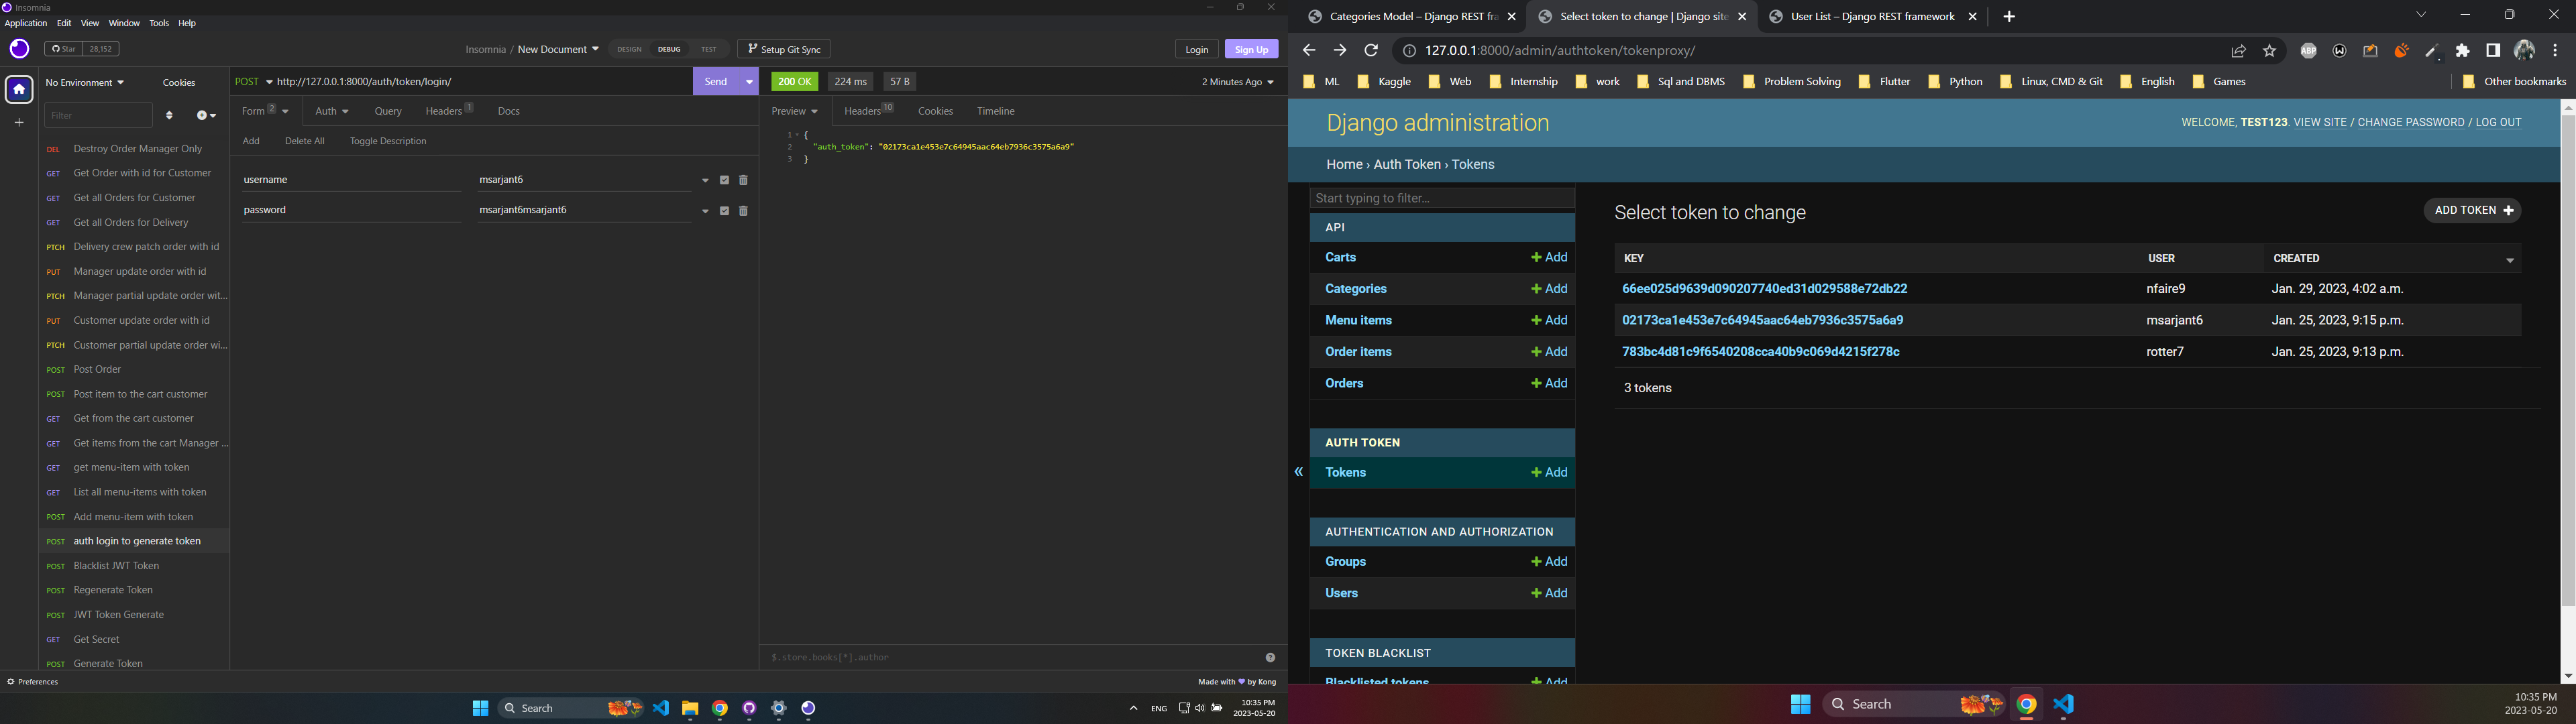 Insomnia
Application Edit View Window Tools Help
Star 28,152
Insomnia / New Document
DESIGN DEBUG TEST
Setup Git Sync
Login Sign Up
No Environment Cookies
Filter
DEL Destroy Order Manager Only
GET Get Order with id for Customer
GET Get all Orders for Customer
GET Get all Orders for Delivery
PTCH Delivery crew patch order with id
PUT Manager update order with id
PTCH Manager partial update order wit...
PUT Customer update order with id
PTCH Customer partial update order wi...
POST Post Order
POST Post item to the cart customer
GET Get from the cart customer
GET Get items from the cart Manager ...
GET get menu-item with token
GET List all menu-items with token
POST Add menu-item with token
POST auth login to generate token
POST Blacklist JWT Token
POST Regenerate Token
POST JWT Token Generate
GET Get Secret
POST Generate Token
POST http://127.0.0.1:8000/auth/token/login/ Send
Form 2 Auth Query Headers 1 Docs
Add Delete All Toggle Description
username msarjant6
password msarjant6msarjant6
200 OK 224 ms 57 B 2 Minutes Ago
Preview Headers 10 Cookies Timeline
1 {
2 "auth_token": "02173ca1e453e7c64945aac64eb7936c3575a6a9"
3 }
$.store.books[*].author
Preferences
Made with by Kong
Search
ENG
10:35 PM
2023-05-20
Categories Model – Django REST fra
Select token to change | Django site
User List – Django REST framework
127.0.0.1:8000/admin/authtoken/tokenproxy/
ABP
ML Kaggle Web Internship work Sql and DBMS Problem Solving Flutter Python Linux, CMD & Git English Games Other bookmarks
Django administration
WELCOME, TEST123. VIEW SITE / CHANGE PASSWORD / LOG OUT
Home › Auth Token › Tokens
Start typing to filter...
API
Carts Add
Categories Add
Menu items Add
Order items Add
Orders Add
AUTH TOKEN
Tokens Add
AUTHENTICATION AND AUTHORIZATION
Groups Add
Users Add
TOKEN BLACKLIST
Blacklisted tokens Add
«
Select token to change
ADD TOKEN +
KEY USER CREATED
66ee025d9639d090207740ed31d029588e72db22 nfaire9 Jan. 29, 2023, 4:02 a.m.
02173ca1e453e7c64945aac64eb7936c3575a6a9 msarjant6 Jan. 25, 2023, 9:15 p.m.
783bc4d81c9f6540208cca40b9c069d4215f278c rotter7 Jan. 25, 2023, 9:13 p.m.
3 tokens
Search
10:35 PM
2023-05-20